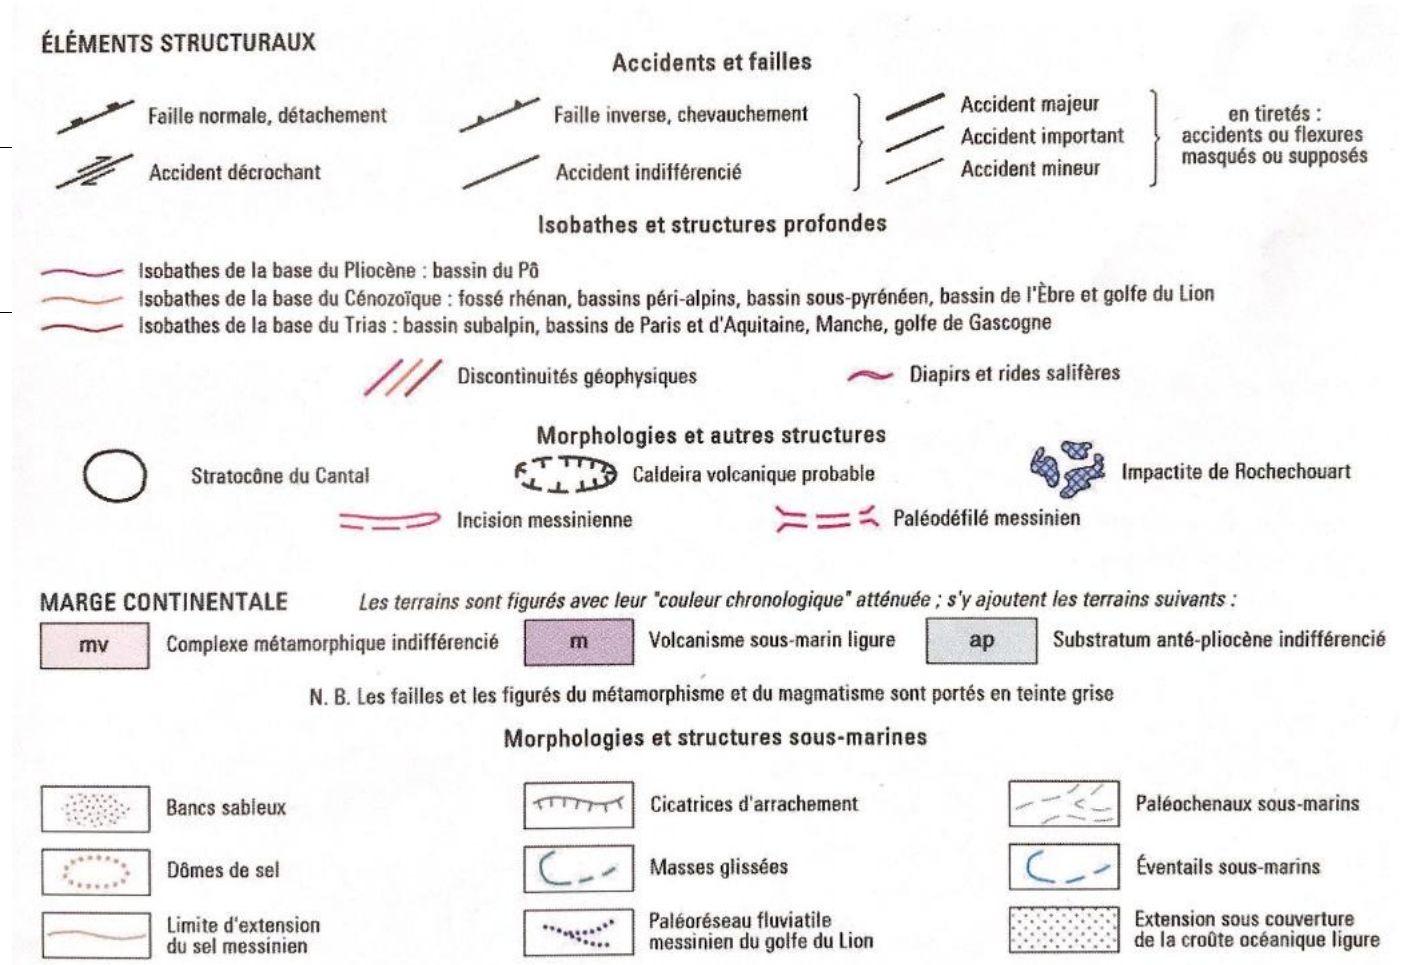 ÉLÉMENTS STRUCTURAUX
Accidents et failles
Faille normale, détachement
Faille inverse, chevauchement
Accident majeur
Accident important
Accident mineur
en tiretés :
accidents ou flexures
masqués ou supposés
Accident décrochant
Accident indifférencié
Isobathes et structures profondes
Isobathes de la base du Pliocène : bassin du Pô
Isobathes de la base du Cénozoïque : fossé rhénan, bassins péri-alpins, bassin sous-pyrénéen, bassin de l'Èbre et golfe du Lion
Isobathes de la base du Trias : bassin subalpin, bassins de Paris et d'Aquitaine, Manche, golfe de Gascogne
Discontinuités géophysiques
Diapirs et rides salifères
Morphologies et autres structures
Stratocône du Cantal
Caldeira volcanique probable
Impactite de Rochechouart
Incision messinienne
Paléodéfilé messinien
MARGE CONTINENTALE
Les terrains sont figurés avec leur "couleur chronologique" atténuée ; s'y ajoutent les terrains suivants :
mv
Complexe métamorphique indifférencié
m
Volcanisme sous-marin ligure
ap
Substratum anté-pliocène indifférencié
N. B. Les failles et les figurés du métamorphisme et du magmatisme sont portés en teinte grise
Morphologies et structures sous-marines
Bancs sableux
Cicatrices d'arrachement
Paléochenaux sous-marins
Dômes de sel
Masses glissées
Éventails sous-marins
Limite d'extension
du sel messinien
Paléoréseau fluviatile
messinien du golfe du Lion
Extension sous couverture
de la croûte océanique ligure